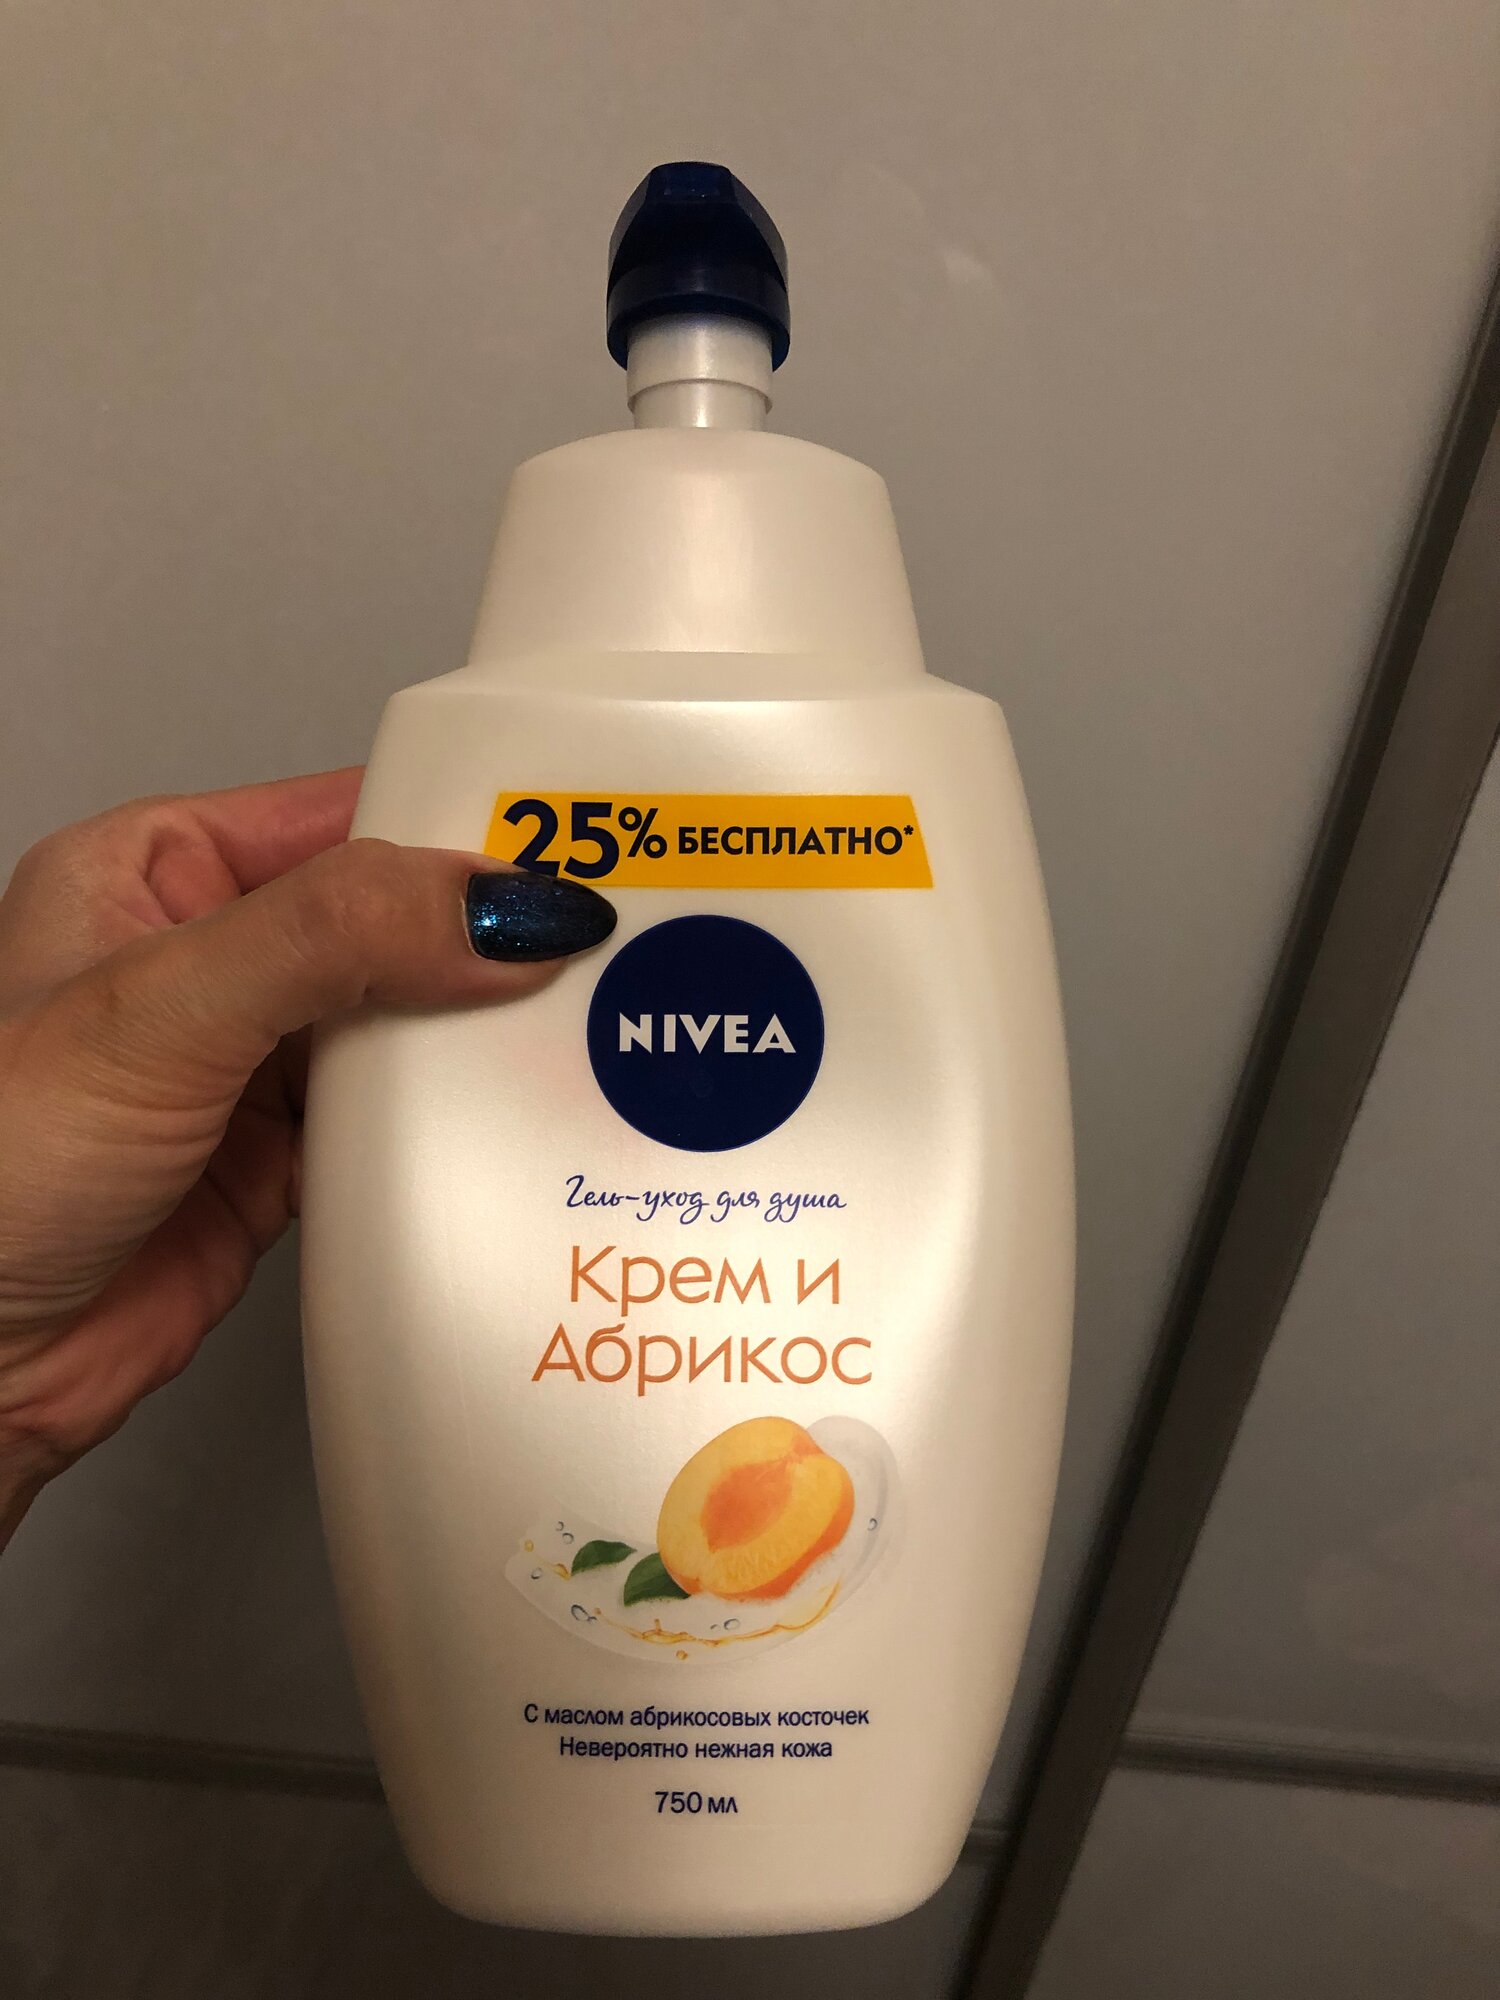 25% БЕСПЛАТНО*
NIVEA
Гель-уход для душа
Крем и
Абрикос
С маслом абрикосовых косточек
Невероятно нежная кожа
750 мл